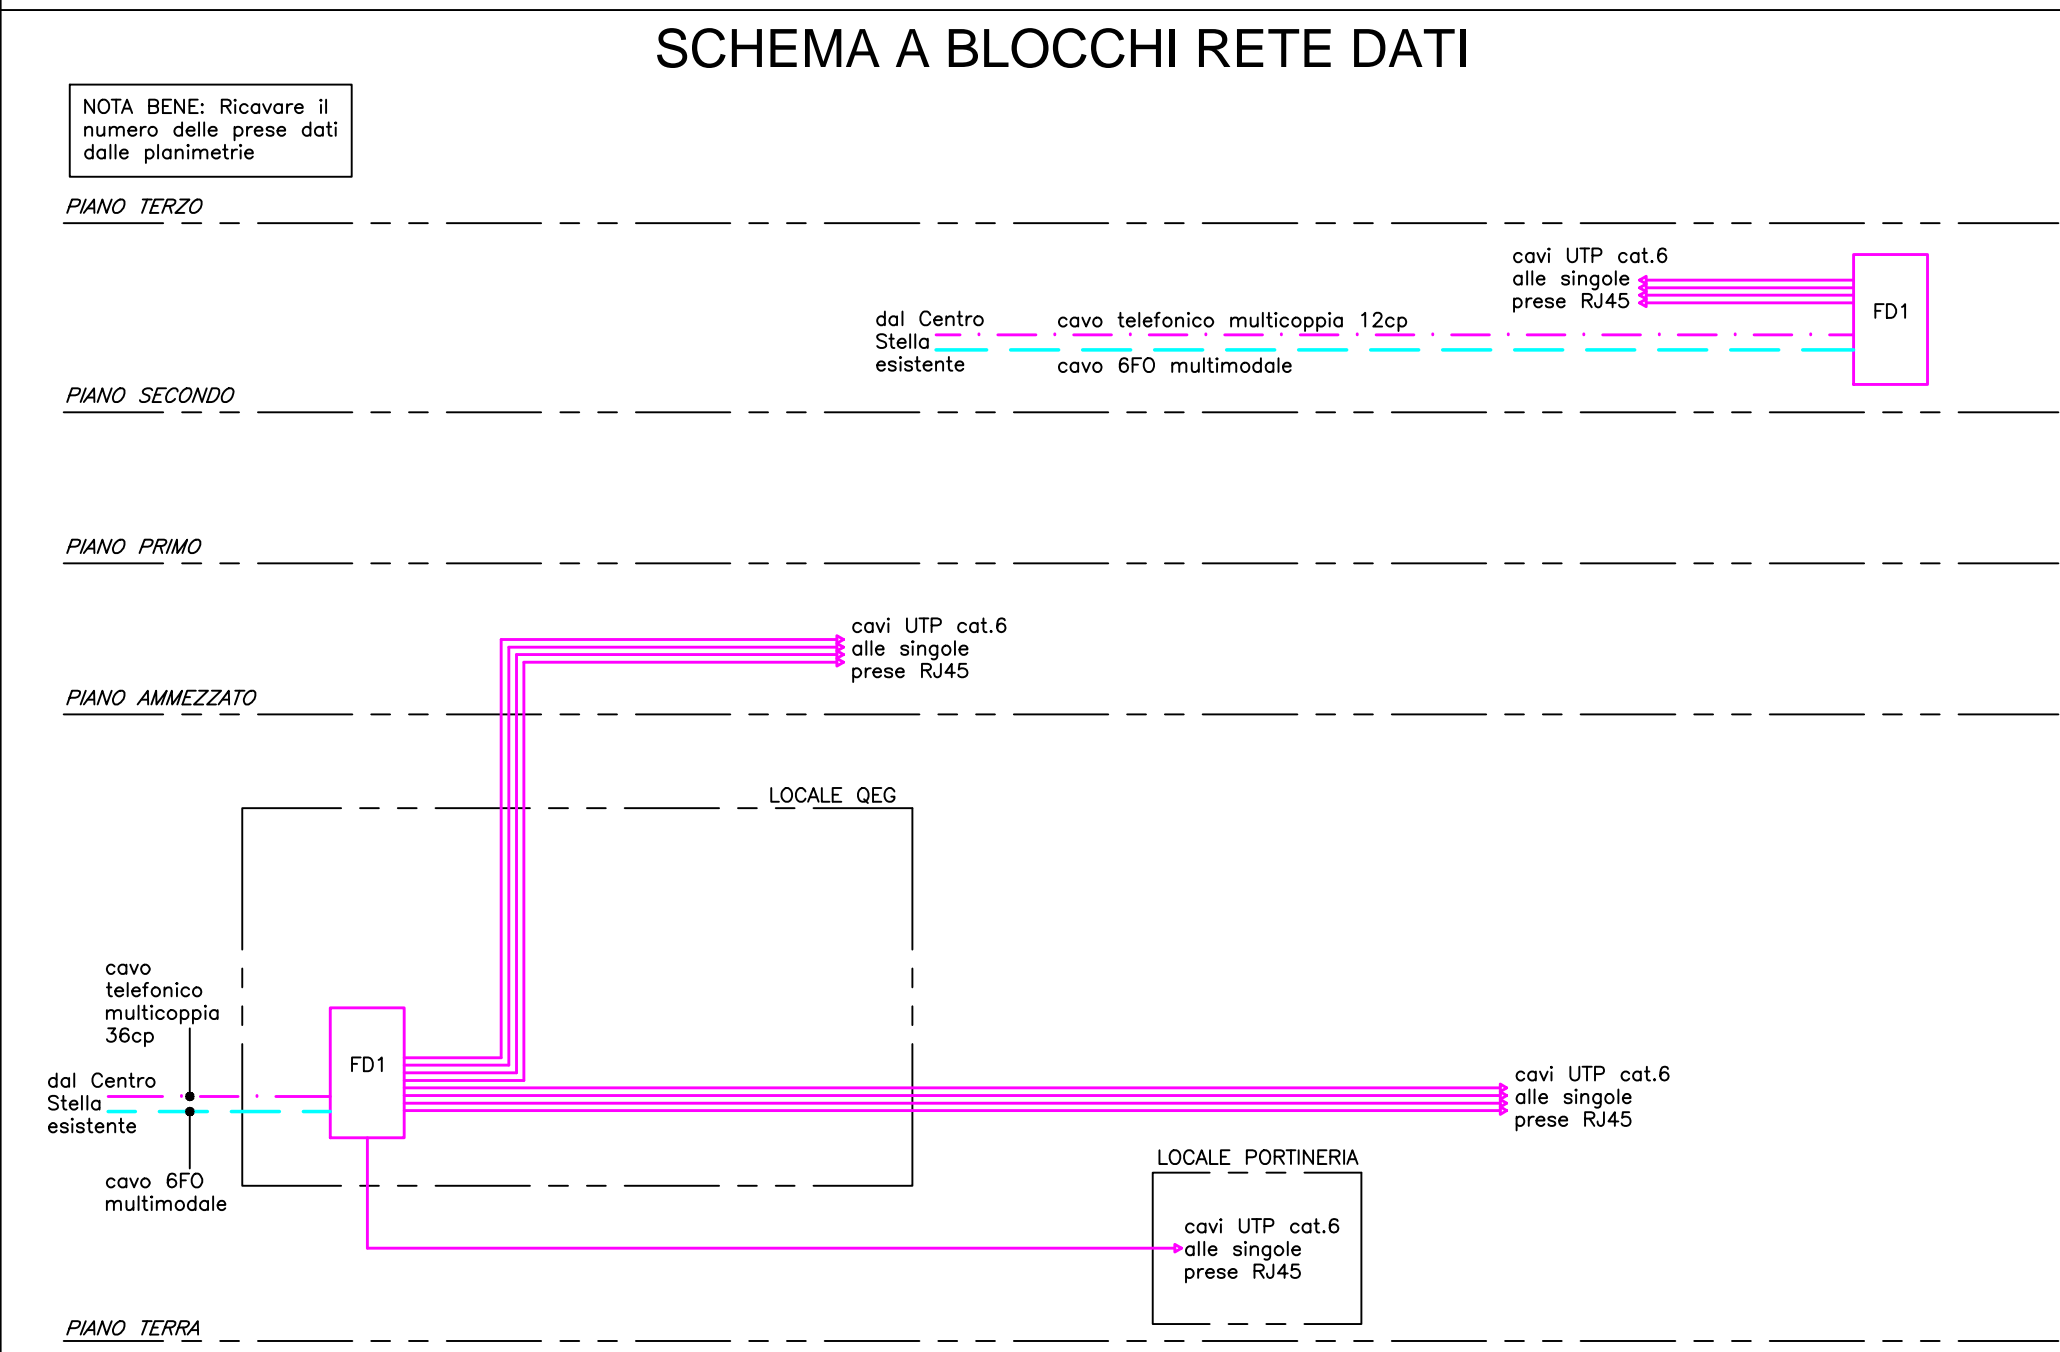 SCHEMA A BLOCCHI RETE DATI
NOTA BENE: Ricavare il
numero delle prese dati
dalle planimetrie
PIANO TERZO
cavi UTP cat.6
alle singole
prese RJ45
FD1
dal Centro
Stella
esistente
cavo telefonico multicoppia 12cp
cavo 6FO multimodale
PIANO SECONDO
PIANO PRIMO
cavi UTP cat.6
alle singole
prese RJ45
PIANO AMMEZZATO
LOCALE QEG
cavo
telefonico
multicoppia
36cp
FD1
dal Centro
Stella
esistente
cavo 6FO
multimodale
cavi UTP cat.6
alle singole
prese RJ45
LOCALE PORTINERIA
cavi UTP cat.6
alle singole
prese RJ45
PIANO TERRA